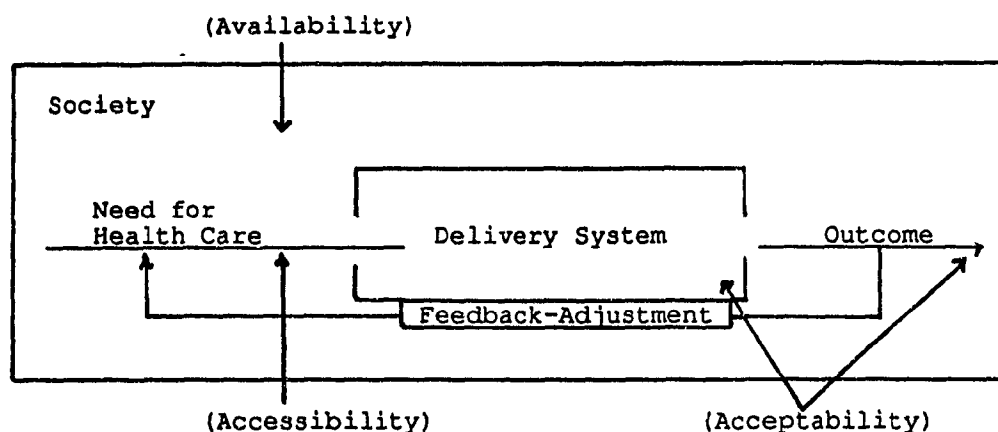 (Availability)
Society
Need for
Health Care
Delivery System
Outcome
Feedback-Adjustment
(Accessibility)
(Acceptability)